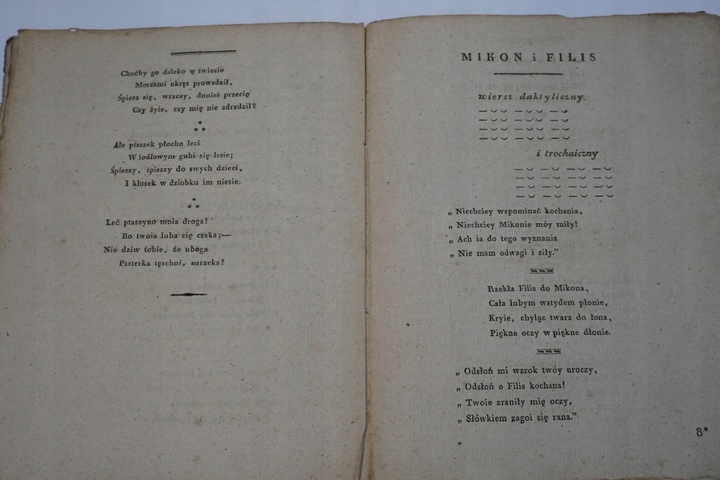 Choćby go daleko w świecie
Morzami okręt prowadził,
Śpiesz się, wracay, donieś przecię
Czy żyie, czy mię nie zdradził?
*
**
Ale ptaszek płocho leci
W iodłowym gubi się lesie;
Śpieszy, śpieszy do swych dzieci,
I kłosek w dziobku im niesie.
*
**
Leć ptaszyno moia droga!
Bo twoia luba cię czeka;—
Nie dziw tobie, że uboga
Pasterka tęschni, narzeka!
MIKON i FILIS
wiersz daktyliczny.
— ◡ ◡ — ◡ ◡ — ◡
— ◡ ◡ — ◡ ◡ —
— ◡ ◡ — ◡ ◡ — ◡
— ◡ ◡ — ◡ ◡ —
i trochaiczny
— ◡ — ◡ — ◡ — ◡
— ◡ — ◡ — ◡ — ◡
— ◡ — ◡ — ◡ — ◡
— ◡ — ◡ — ◡ — ◡
„ Niechciey wspominać kochania,
„ Niechciey Mikonie móy miły!
„ Ach ia do tego wyznania
„ Nie mam odwagi i siły."
Rzekła Filis do Mikona,
Cała lubym wstydem płonie,
Kryie, chyląc twarz do łona,
Piękne oczy w piękne dłonie.
„ Odsłoń mi wzrok twóy uroczy,
„ Odsłoń o Filis kochana!
„ Twoie zraniły mię oczy,
„ Słówkiem zagoi się rana."
8*